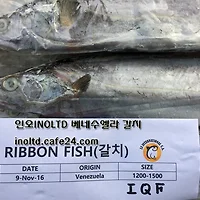 인오INOLTD 베네수엘라 갈치
inoltd.cafe24.com
RIBBON FISH(갈치)
DATE ORIGIN SIZE
9-Nov-16 Venezuela 1200-1500
IQF